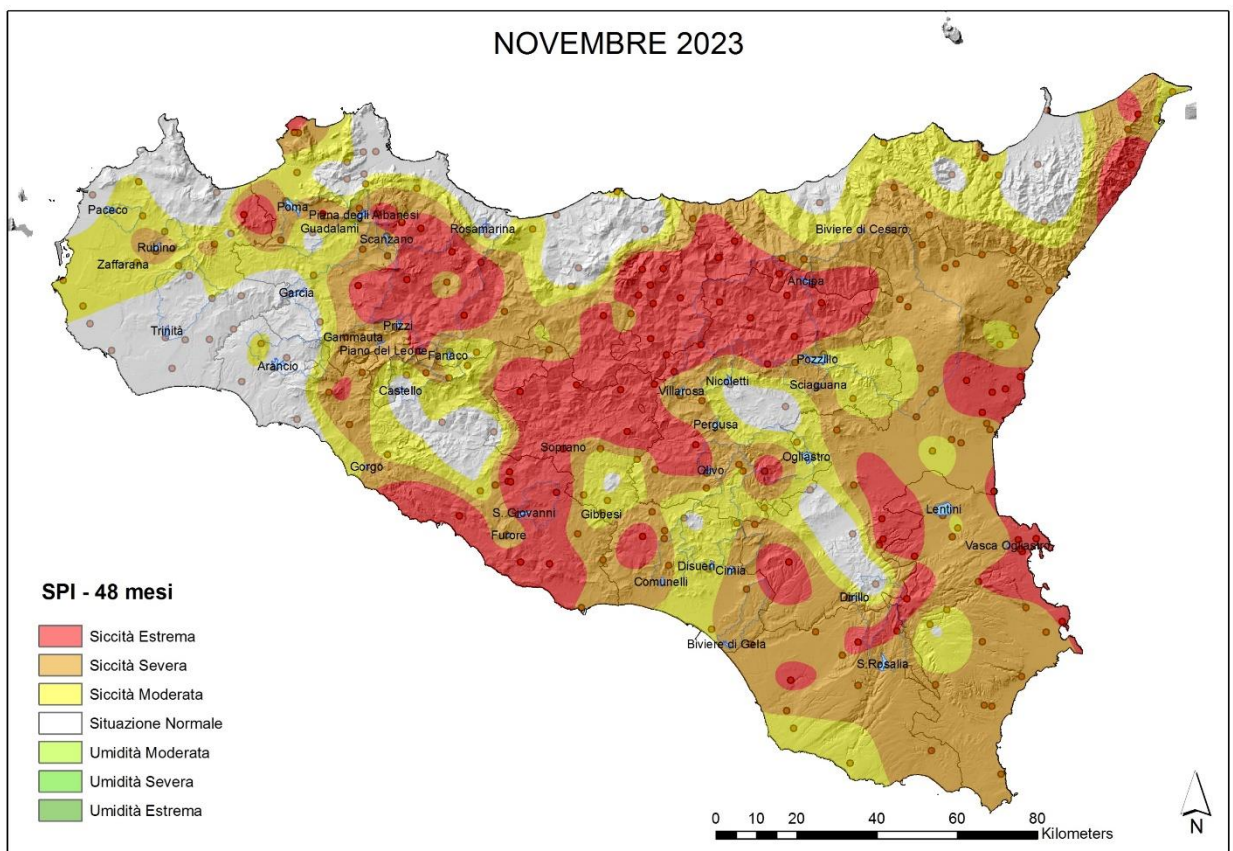 NOVEMBRE 2023
Paceco
Poma
Piana degli Albanesi
Guadalami
Scanzano
Rosamarina
Biviere di Cesarò
Rubino
Zaffarana
Garcia
Ancipa
Trinità
Prizzi
Gammauta
Piano del Leone
Fanaco
Arancio
Pozzillo
Castello
Villarosa
Nicoletti
Sciaguana
Pergusa
Soprano
Gorgo
Olivo
Ogliastro
S. Giovanni
Gibbesi
Lentini
Furore
Vasca Ogliastro
Disueri
Cimia
Comunelli
Dirillo
Biviere di Gela
S.Rosalia
SPI - 48 mesi
Siccità Estrema
Siccità Severa
Siccità Moderata
Situazione Normale
Umidità Moderata
Umidità Severa
Umidità Estrema
0 10 20 40 60 80
Kilometers
N